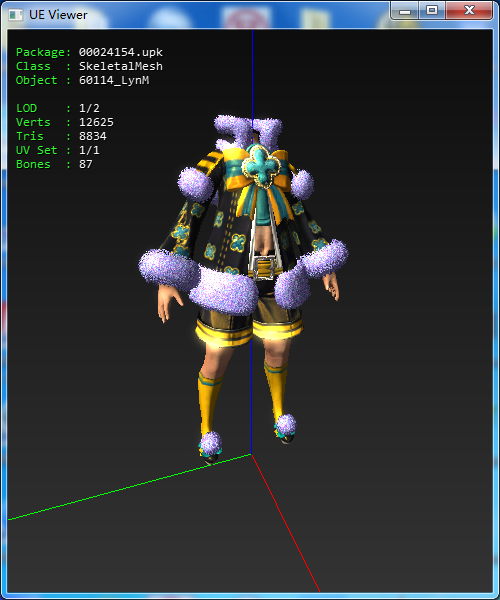 UE Viewer
Package: 00024154.upk
Class : SkeletalMesh
Object : 60114_LynM
LOD : 1/2
Verts : 12625
Tris : 8834
UV Set : 1/1
Bones : 87